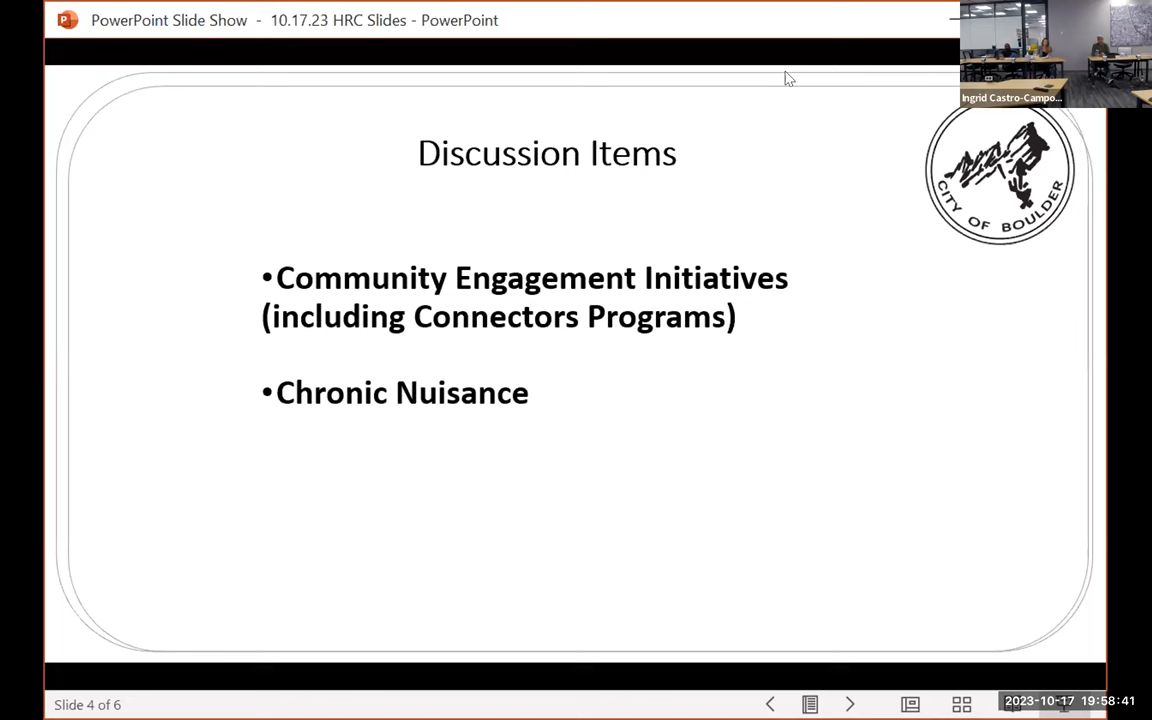 PowerPoint Slide Show - 10.17.23 HRC Slides - PowerPoint
Ingrid Castro-Campo...
Discussion Items
CITY OF BOULDER
•Community Engagement Initiatives
(including Connectors Programs)
•Chronic Nuisance
Slide 4 of 6
2023-10-17 19:58:41